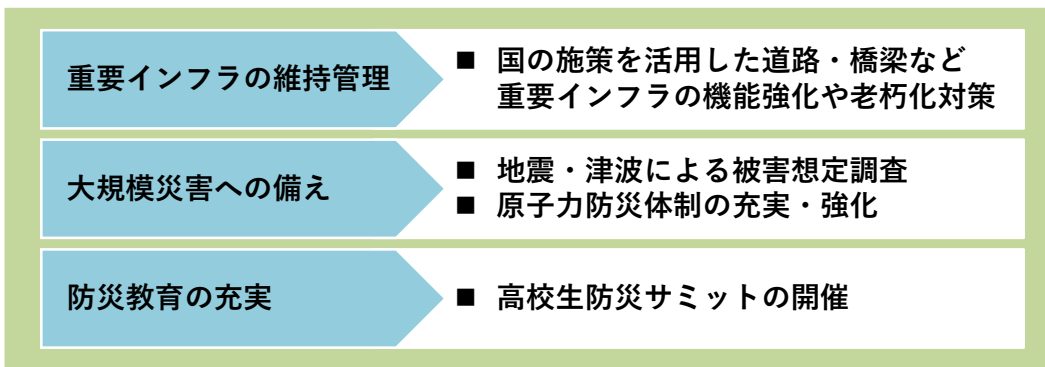 重要インフラの維持管理
■ 国の施策を活用した道路・橋梁など
重要インフラの機能強化や老朽化対策
大規模災害への備え
■ 地震・津波による被害想定調査
■ 原子力防災体制の充実・強化
防災教育の充実
■ 高校生防災サミットの開催